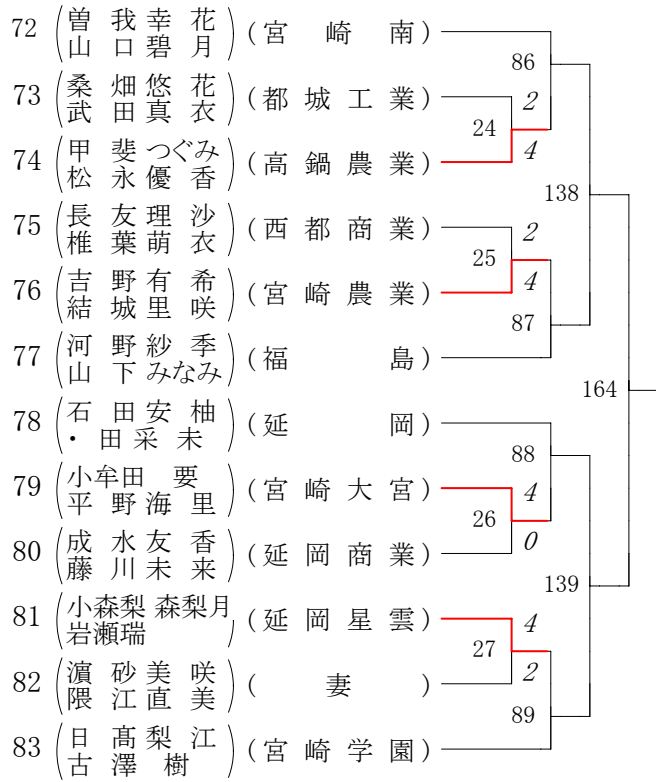 72 (曽我幸花 山口碧月) (宮崎南)
73 (桑畑悠花 武田真衣) (都城工業)
74 (甲斐つぐみ 松永優香) (高鍋農業)
75 (長友理沙 椎葉萌衣) (西都商業)
76 (吉野有希 結城里咲) (宮崎農業)
77 (河野紗季 山下みなみ) (福島)
78 (石田安柚 ・田采未) (延岡)
79 (小牟田要 平野海里) (宮崎大宮)
80 (成水友香 藤川未来) (延岡商業)
81 (小森梨 森梨月 岩瀬瑞) (延岡星雲)
82 (濵砂美咲 隈江直美) (妻)
83 (日髙梨江 古澤樹) (宮崎学園)
86
2
24
4
138
2
25
4
87
164
88
4
26
0
139
4
27
2
89